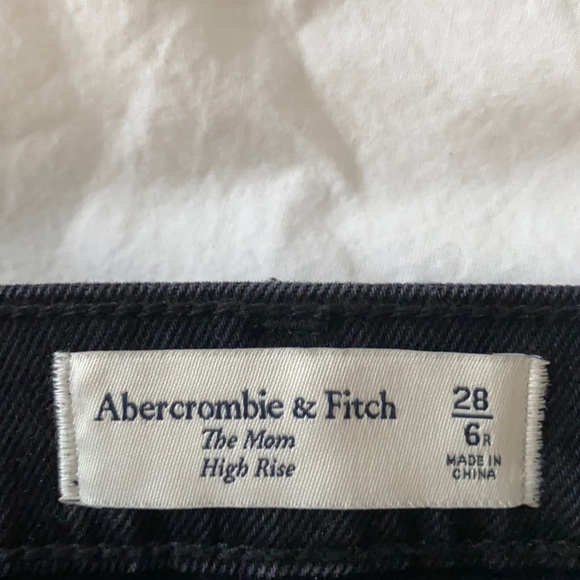 Abercrombie & Fitch
The Mom
High Rise
28
6R
MADE IN
CHINA